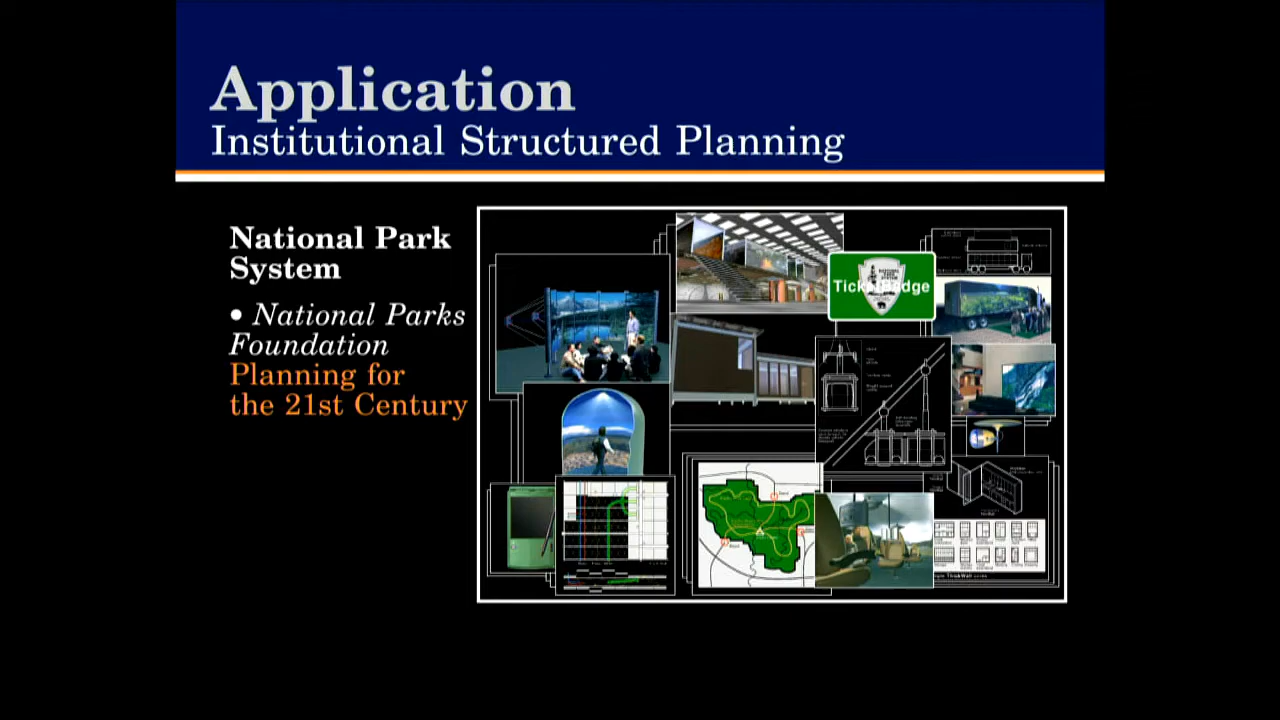 Application
Institutional Structured Planning
National Park
System
• National Parks
Foundation
Planning for
the 21st Century